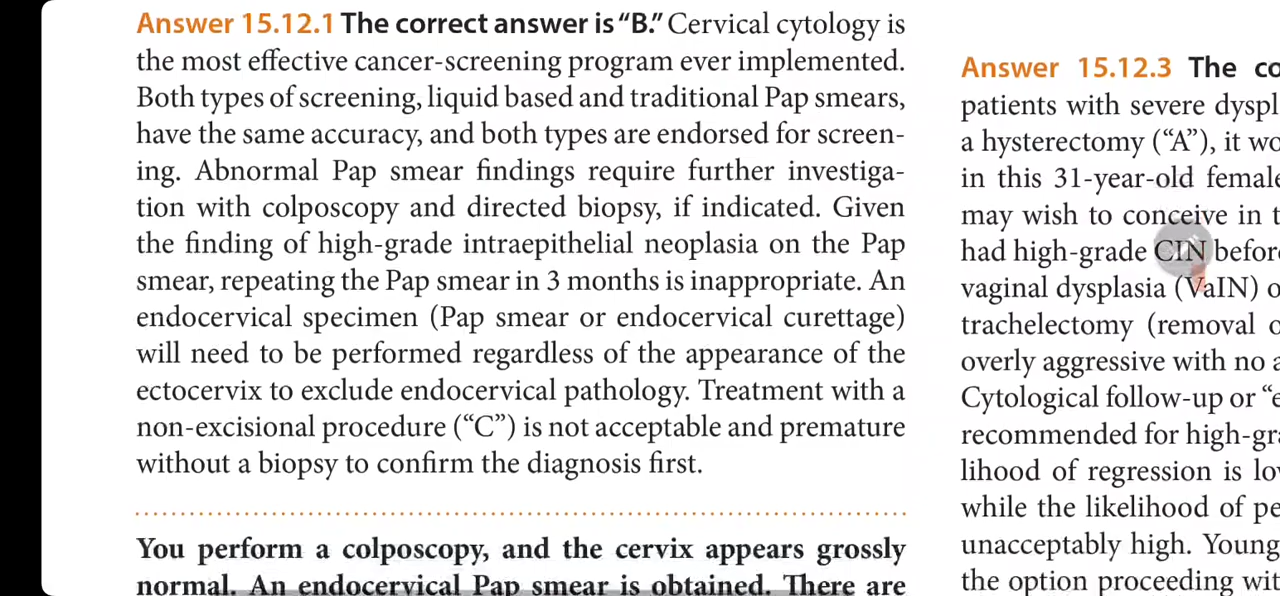 Answer 15.12.1 The correct answer is “B.” Cervical cytology is
the most effective cancer-screening program ever implemented.
Both types of screening, liquid based and traditional Pap smears,
have the same accuracy, and both types are endorsed for screen-
ing. Abnormal Pap smear findings require further investiga-
tion with colposcopy and directed biopsy, if indicated. Given
the finding of high-grade intraepithelial neoplasia on the Pap
smear, repeating the Pap smear in 3 months is inappropriate. An
endocervical specimen (Pap smear or endocervical curettage)
will need to be performed regardless of the appearance of the
ectocervix to exclude endocervical pathology. Treatment with a
non-excisional procedure (“C”) is not acceptable and premature
without a biopsy to confirm the diagnosis first.
You perform a colposcopy, and the cervix appears grossly
normal. An endocervical Pap smear is obtained. There are
Answer 15.12.3 The
patients with severe
a hysterectomy (“A”), it
in this 31-year-old
may wish to conceive in
had high-grade CIN
vaginal dysplasia (VaIN)
trachelectomy (removal
overly aggressive with no
Cytological follow-up or
recommended for
lihood of regression is
while the likelihood of
unacceptably high.
the option proceeding